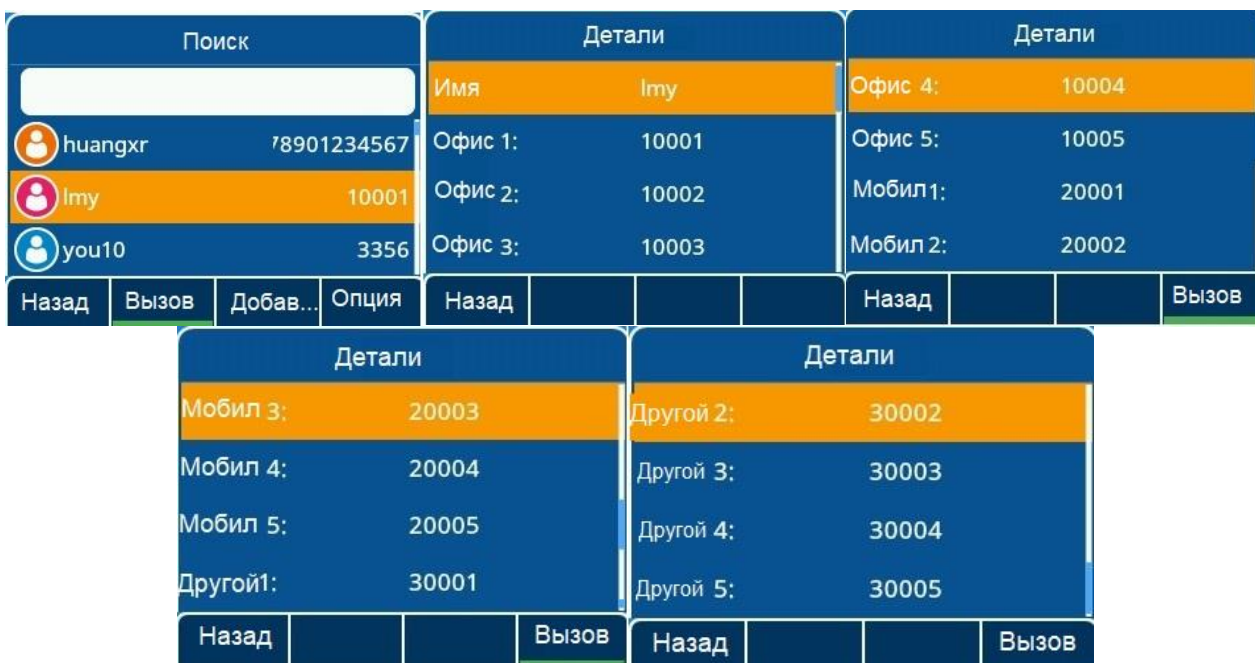 Поиск
huangxr 78901234567
lmy 10001
you10 3356
Назад Вызов Добав... Опция
Детали
Имя lmy
Офис 1: 10001
Офис 2: 10002
Офис 3: 10003
Назад
Детали
Офис 4: 10004
Офис 5: 10005
Мобил1: 20001
Мобил 2: 20002
Назад Вызов
Детали
Мобил 3: 20003
Мобил 4: 20004
Мобил 5: 20005
Другой1: 30001
Назад Вызов
Детали
Другой 2: 30002
Другой 3: 30003
Другой 4: 30004
Другой 5: 30005
Назад Вызов